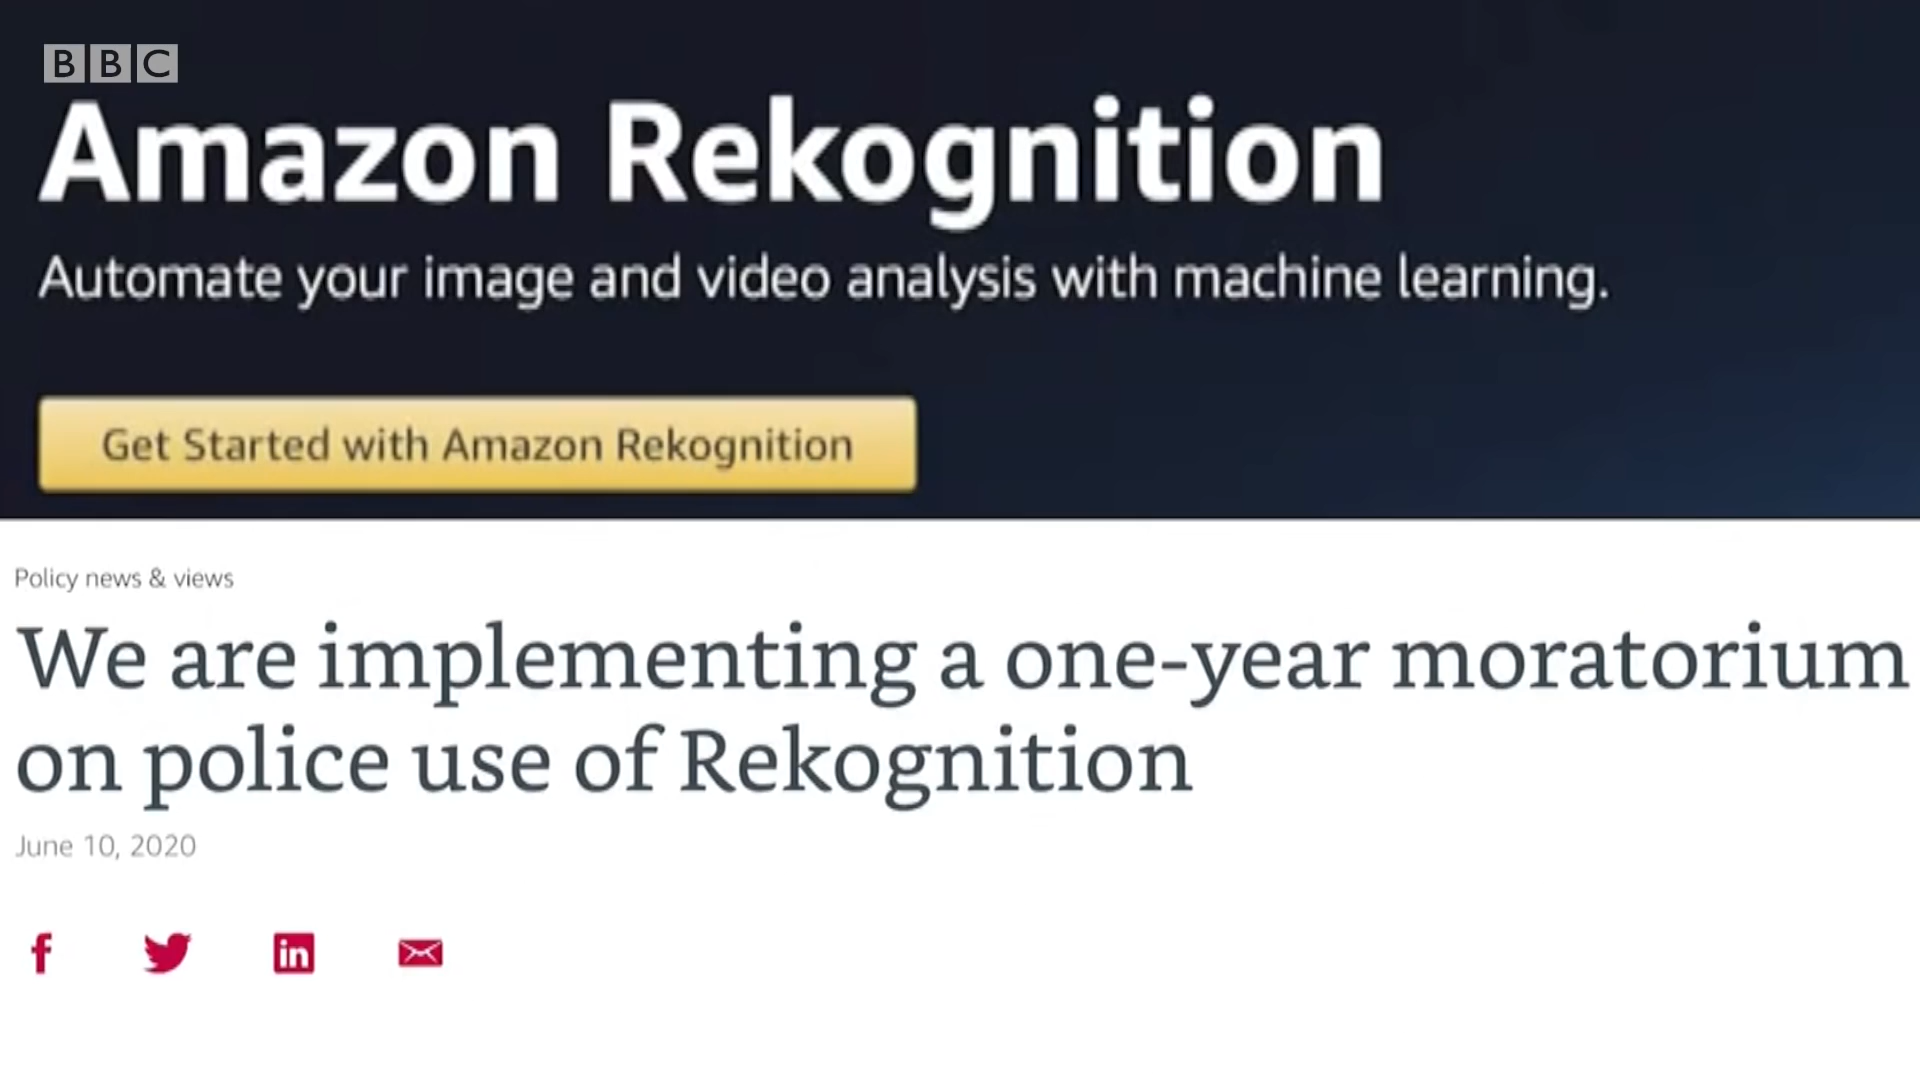 BBC
Amazon Rekognition
Automate your image and video analysis with machine learning.
Get Started with Amazon Rekognition
Policy news & views
We are implementing a one-year moratorium
on police use of Rekognition
June 10, 2020
f
in